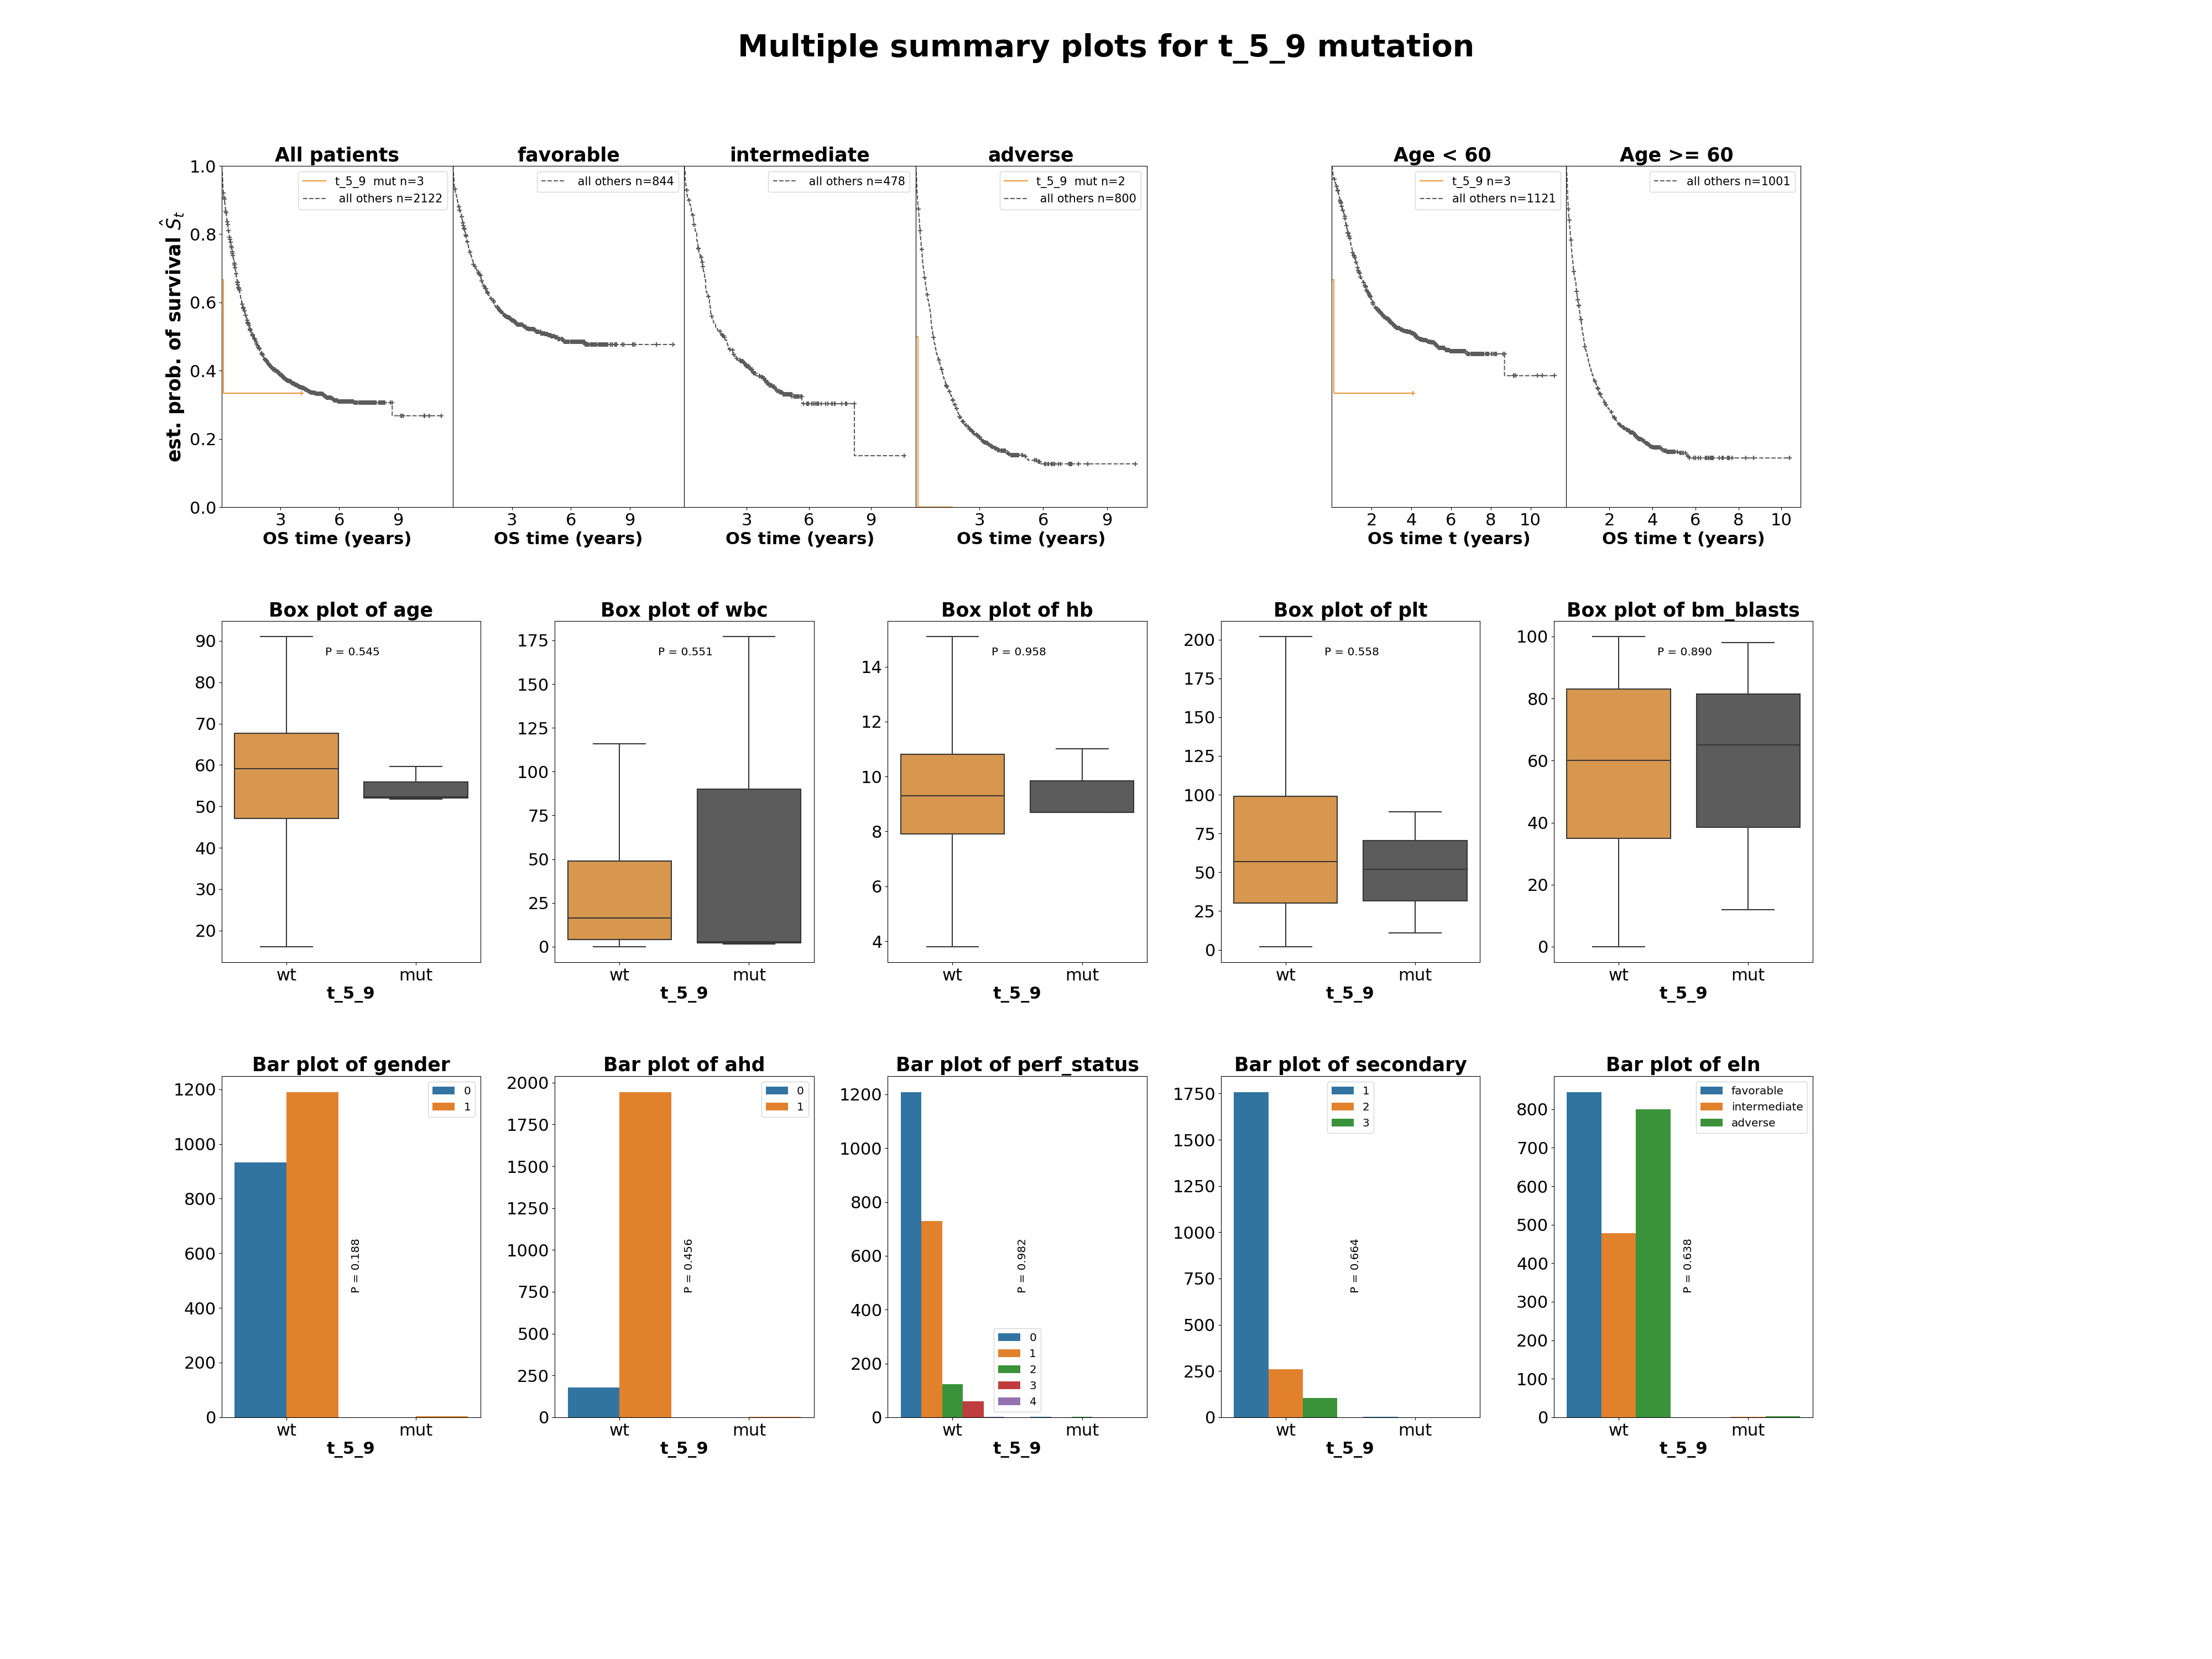 Multiple summary plots for t_5_9 mutation
All patients
favorable
intermediate
adverse
Age < 60
Age >= 60
est. prob. of survival Ŝt
1.0
0.8
0.6
0.4
0.2
0.0
t_5_9  mut n=3
all others n=2122
all others n=844
all others n=478
t_5_9  mut n=2
all others n=800
t_5_9 n=3
all others n=1121
all others n=1001
3 6 9
3 6 9
3 6 9
3 6 9
2 4 6 8 10
2 4 6 8 10
OS time (years)
OS time (years)
OS time (years)
OS time (years)
OS time t (years)
OS time t (years)
Box plot of age
P = 0.545
90
80
70
60
50
40
30
20
wt mut
t_5_9
Box plot of wbc
P = 0.551
175
150
125
100
75
50
25
0
wt mut
t_5_9
Box plot of hb
P = 0.958
14
12
10
8
6
4
wt mut
t_5_9
Box plot of plt
P = 0.558
200
175
150
125
100
75
50
25
0
wt mut
t_5_9
Box plot of bm_blasts
P = 0.890
100
80
60
40
20
0
wt mut
t_5_9
Bar plot of gender
0
1
P = 0.188
1200
1000
800
600
400
200
0
wt mut
t_5_9
Bar plot of ahd
0
1
P = 0.456
2000
1750
1500
1250
1000
750
500
250
0
wt mut
t_5_9
Bar plot of perf_status
P = 0.982
0
1
2
3
4
1200
1000
800
600
400
200
0
wt mut
t_5_9
Bar plot of secondary
1
2
3
P = 0.664
1750
1500
1250
1000
750
500
250
0
wt mut
t_5_9
Bar plot of eln
favorable
intermediate
adverse
P = 0.638
800
700
600
500
400
300
200
100
0
wt mut
t_5_9